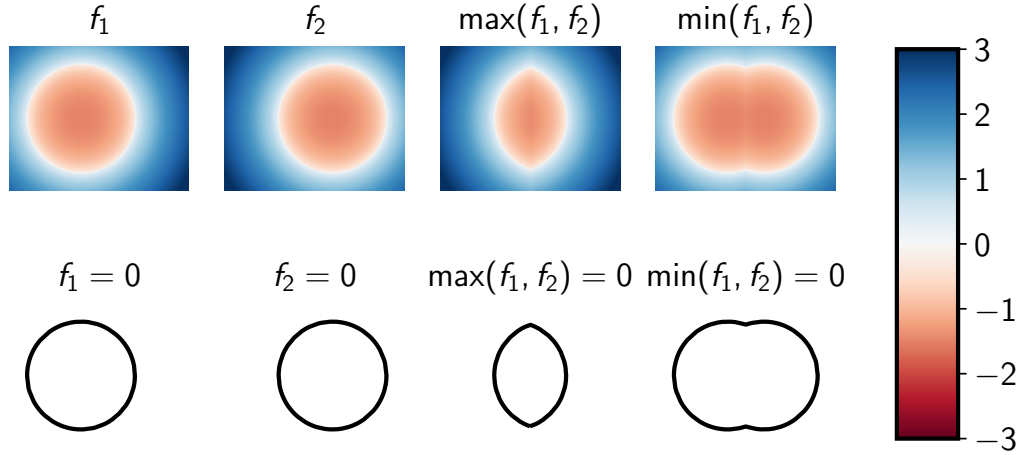 f₁
f₂
max(f₁, f₂)
min(f₁, f₂)
3
2
1
0
−1
−2
−3
f₁ = 0
f₂ = 0
max(f₁, f₂) = 0
min(f₁, f₂) = 0